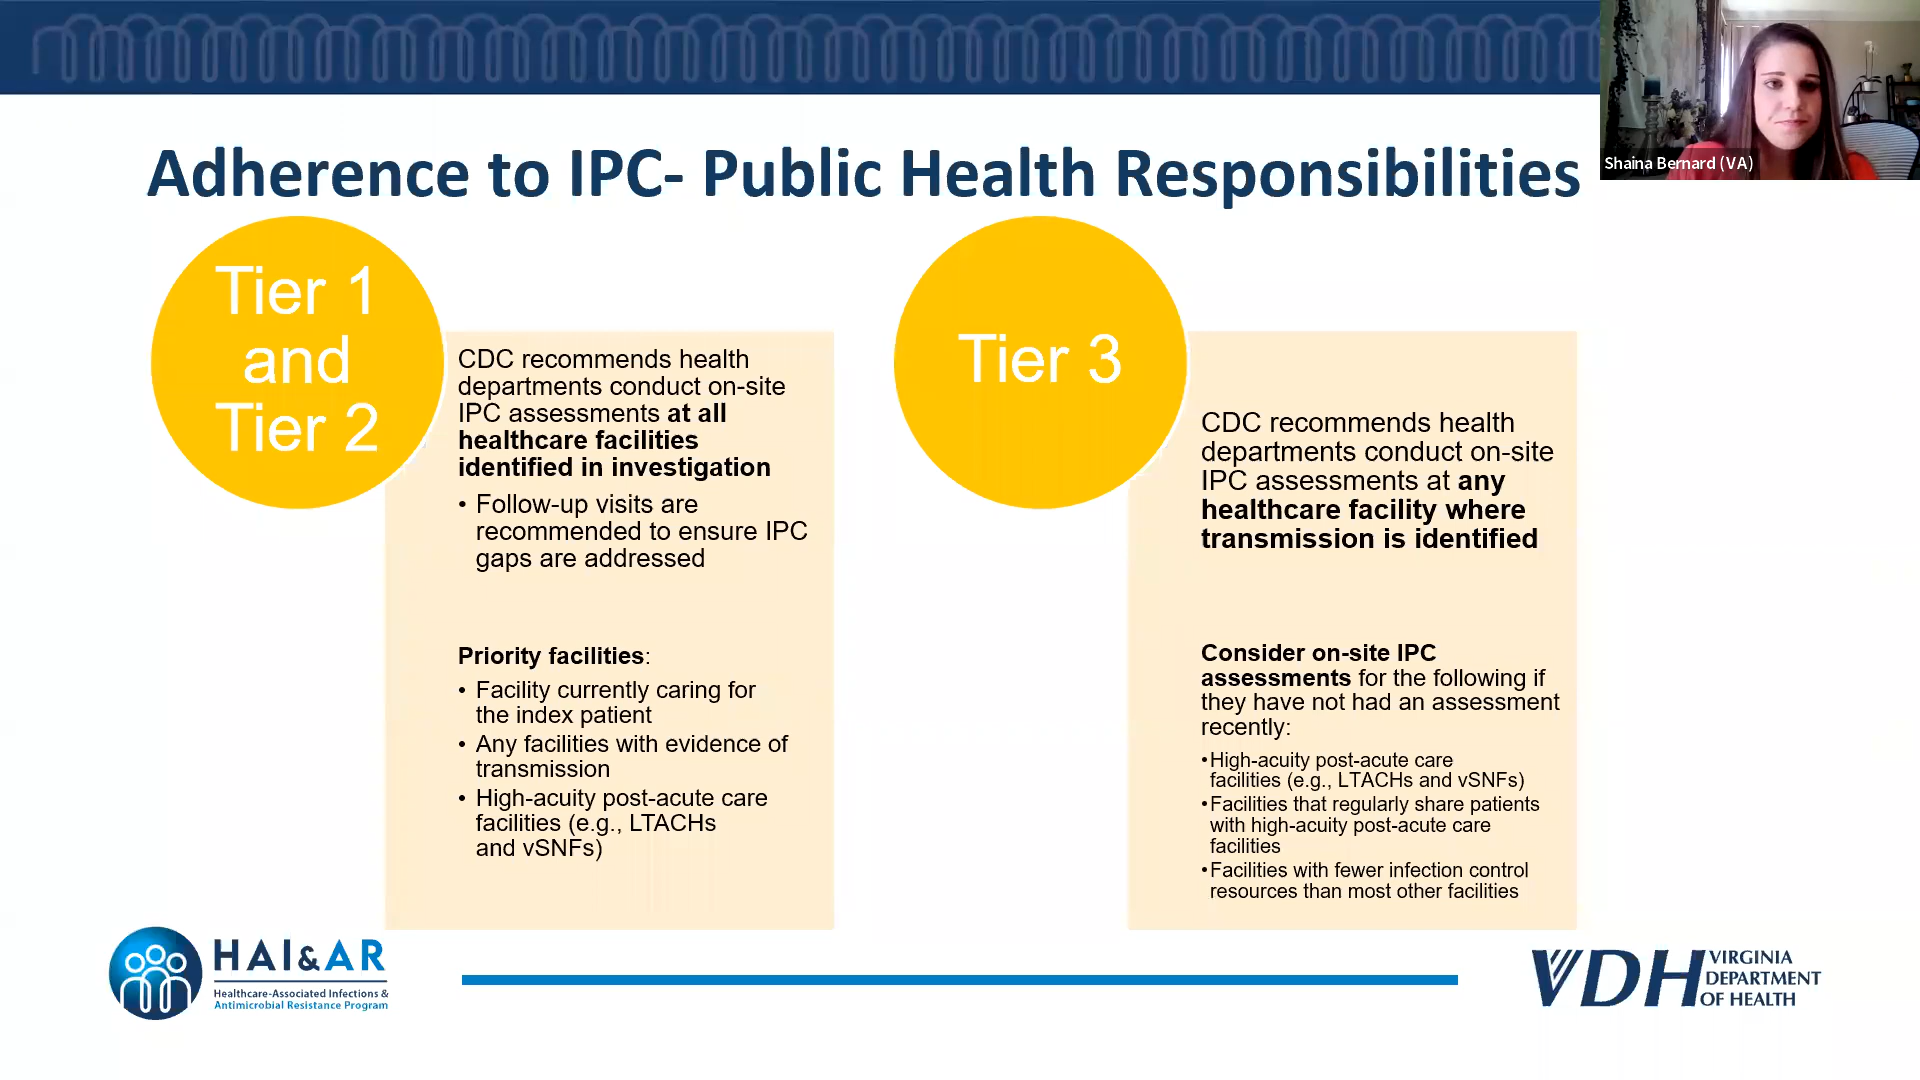 Adherence to IPC- Public Health Responsibilities
Shaina Bernard (VA)
Tier 1
and
Tier 2
CDC recommends health
departments conduct on-site
IPC assessments at all
healthcare facilities
identified in investigation
• Follow-up visits are
recommended to ensure IPC
gaps are addressed
Priority facilities:
• Facility currently caring for
the index patient
• Any facilities with evidence of
transmission
• High-acuity post-acute care
facilities (e.g., LTACHs
and vSNFs)
Tier 3
CDC recommends health
departments conduct on-site
IPC assessments at any
healthcare facility where
transmission is identified
Consider on-site IPC
assessments for the following if
they have not had an assessment
recently:
•High-acuity post-acute care
facilities (e.g., LTACHs and vSNFs)
•Facilities that regularly share patients
with high-acuity post-acute care
facilities
•Facilities with fewer infection control
resources than most other facilities
HAI&AR
Healthcare-Associated Infections &
Antimicrobial Resistance Program
VDH VIRGINIA
DEPARTMENT
OF HEALTH